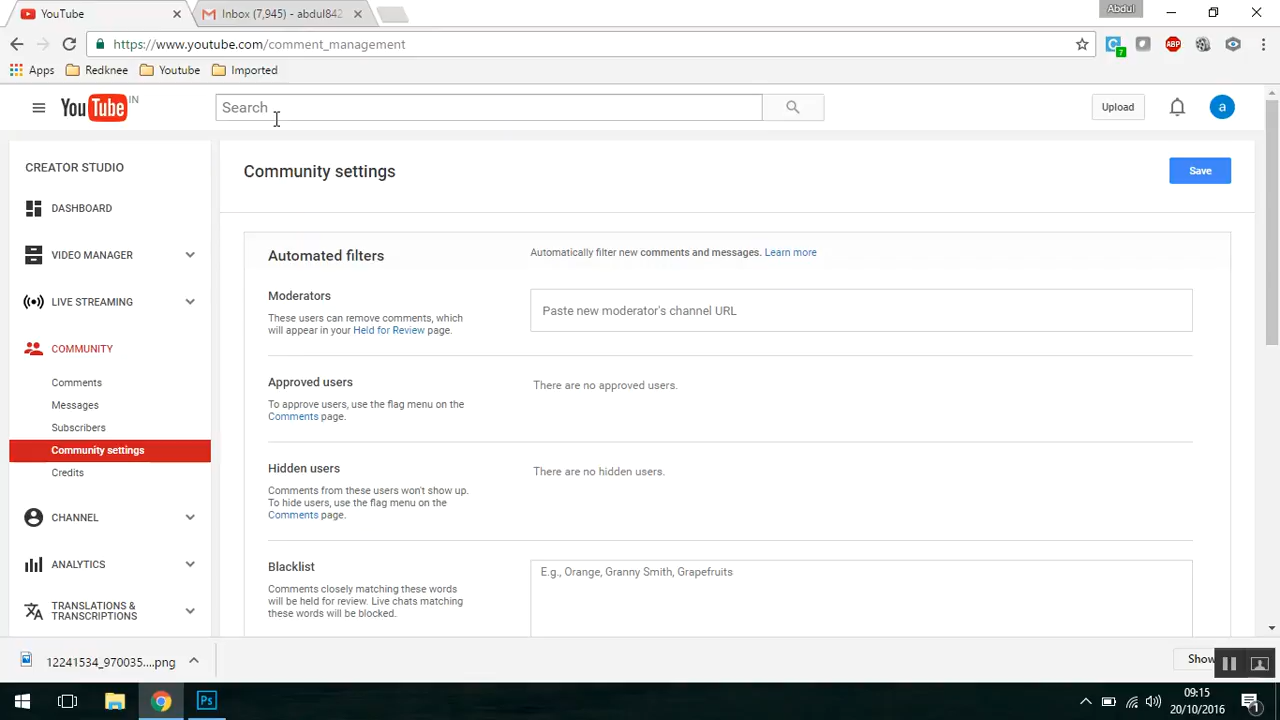 YouTube
Inbox (7,945) - abdul842
Abdul
https://www.youtube.com/comment_management
7
ABP
Apps
Redknee
Youtube
Imported
YouTube IN
Search
Upload
a
CREATOR STUDIO
DASHBOARD
VIDEO MANAGER
LIVE STREAMING
COMMUNITY
Comments
Messages
Subscribers
Community settings
Credits
CHANNEL
ANALYTICS
TRANSLATIONS &
TRANSCRIPTIONS
Community settings
Save
Automated filters
Automatically filter new comments and messages. Learn more
Moderators
These users can remove comments, which
will appear in your Held for Review page.
Paste new moderator's channel URL
Approved users
To approve users, use the flag menu on the
Comments page.
There are no approved users.
Hidden users
Comments from these users won't show up.
To hide users, use the flag menu on the
Comments page.
There are no hidden users.
Blacklist
Comments closely matching these words
will be held for review. Live chats matching
these words will be blocked.
E.g., Orange, Granny Smith, Grapefruits
12241534_970035....png
Show
Ps
09:15
20/10/2016
1